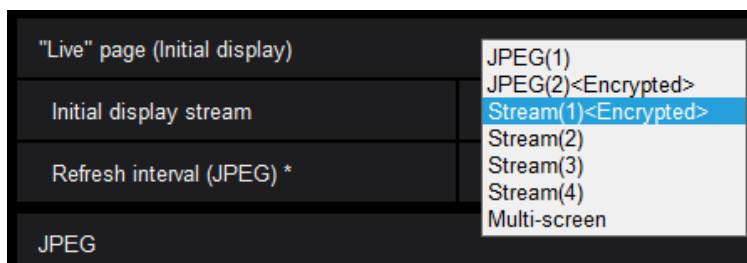 "Live" page (Initial display)
JPEG(1)
JPEG(2)<Encrypted>
Initial display stream
Stream(1)<Encrypted>
Stream(2)
Refresh interval (JPEG) *
Stream(3)
Stream(4)
Multi-screen
JPEG